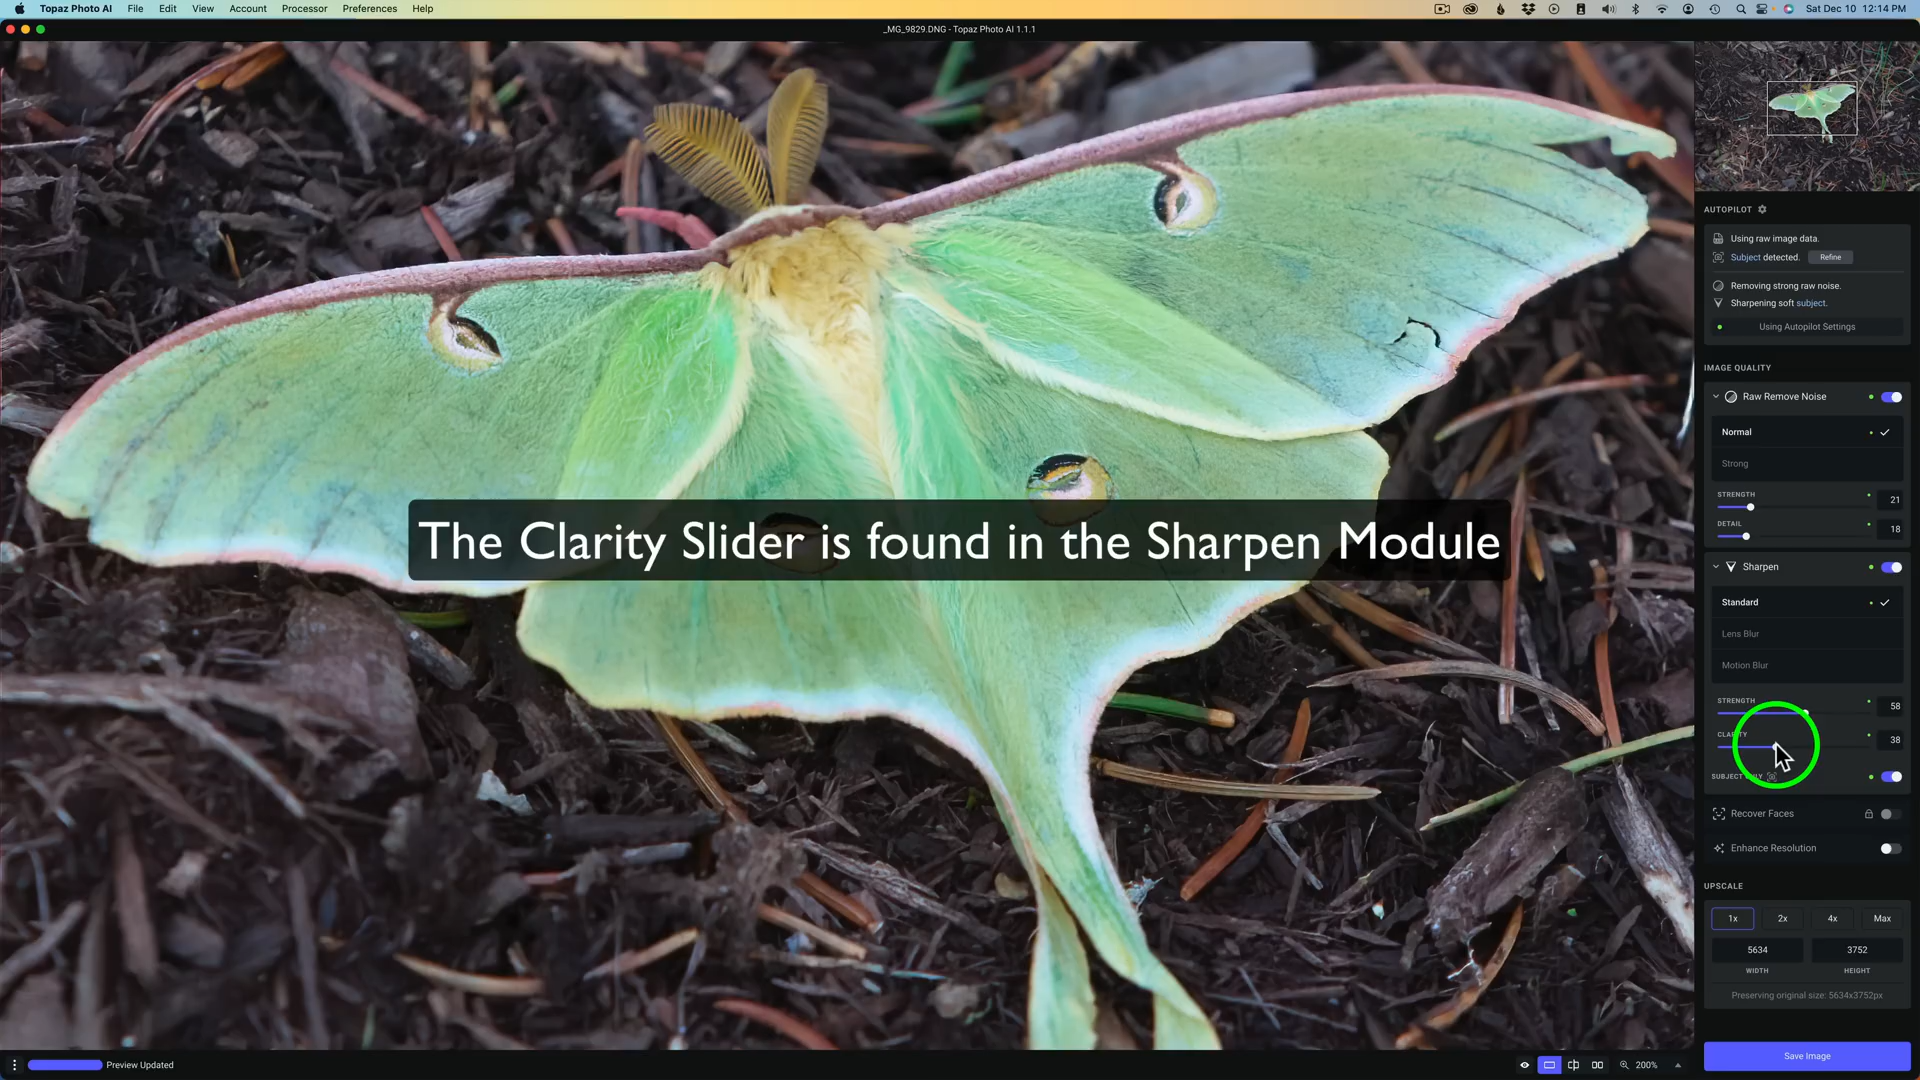 Topaz Photo AI File Edit View Account Processor Preferences Help Sat Dec 10 12:14 PM
_MG_9829.DNG - Topaz Photo AI 1.1.1
AUTOPILOT
Using raw image data.
Subject detected. Refine
Removing strong raw noise.
Sharpening soft subject.
Using Autopilot Settings
IMAGE QUALITY
Raw Remove Noise
Normal
Strong
STRENGTH 21
DETAIL 18
The Clarity Slider is found in the Sharpen Module
Sharpen
Standard
Lens Blur
Motion Blur
STRENGTH 58
CLARITY 38
SUBJECT ONLY
Recover Faces
Enhance Resolution
UPSCALE
1x 2x 4x Max
5634 3752
WIDTH HEIGHT
Preserving original size: 5634x3752px
Save Image
Preview Updated 200%